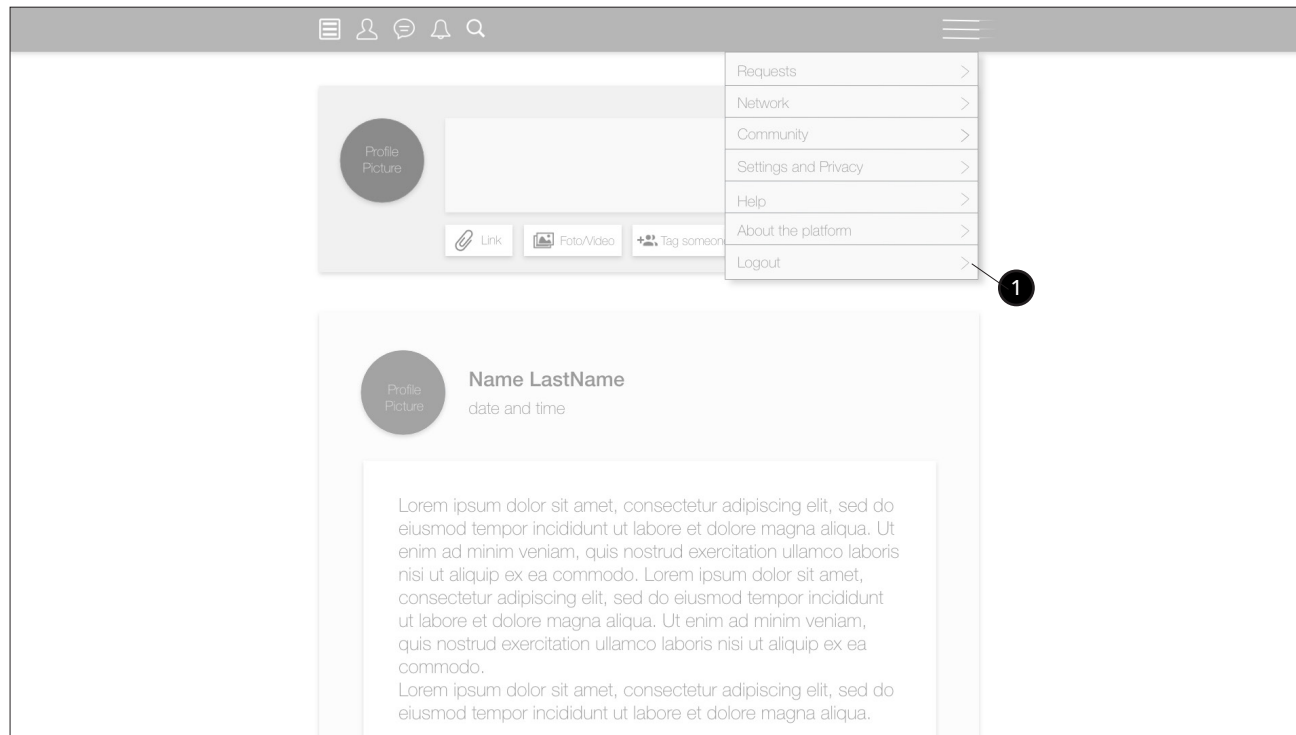 Requests
Network
Community
Settings and Privacy
Help
About the platform
Logout
1
Profile
Picture
Link
Foto/Video
Tag someone
Profile
Picture
Name LastName
date and time
Lorem ipsum dolor sit amet, consectetur adipiscing elit, sed do
eiusmod tempor incididunt ut labore et dolore magna aliqua. Ut
enim ad minim veniam, quis nostrud exercitation ullamco laboris
nisi ut aliquip ex ea commodo. Lorem ipsum dolor sit amet,
consectetur adipiscing elit, sed do eiusmod tempor incididunt
ut labore et dolore magna aliqua. Ut enim ad minim veniam,
quis nostrud exercitation ullamco laboris nisi ut aliquip ex ea
commodo.
Lorem ipsum dolor sit amet, consectetur adipiscing elit, sed do
eiusmod tempor incididunt ut labore et dolore magna aliqua.